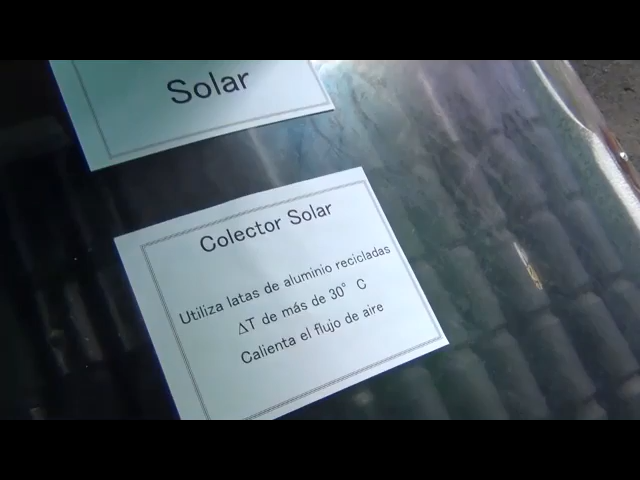 Solar
Colector Solar
Utiliza latas de aluminio recicladas
ΔT de más de 30° C
Calienta el flujo de aire